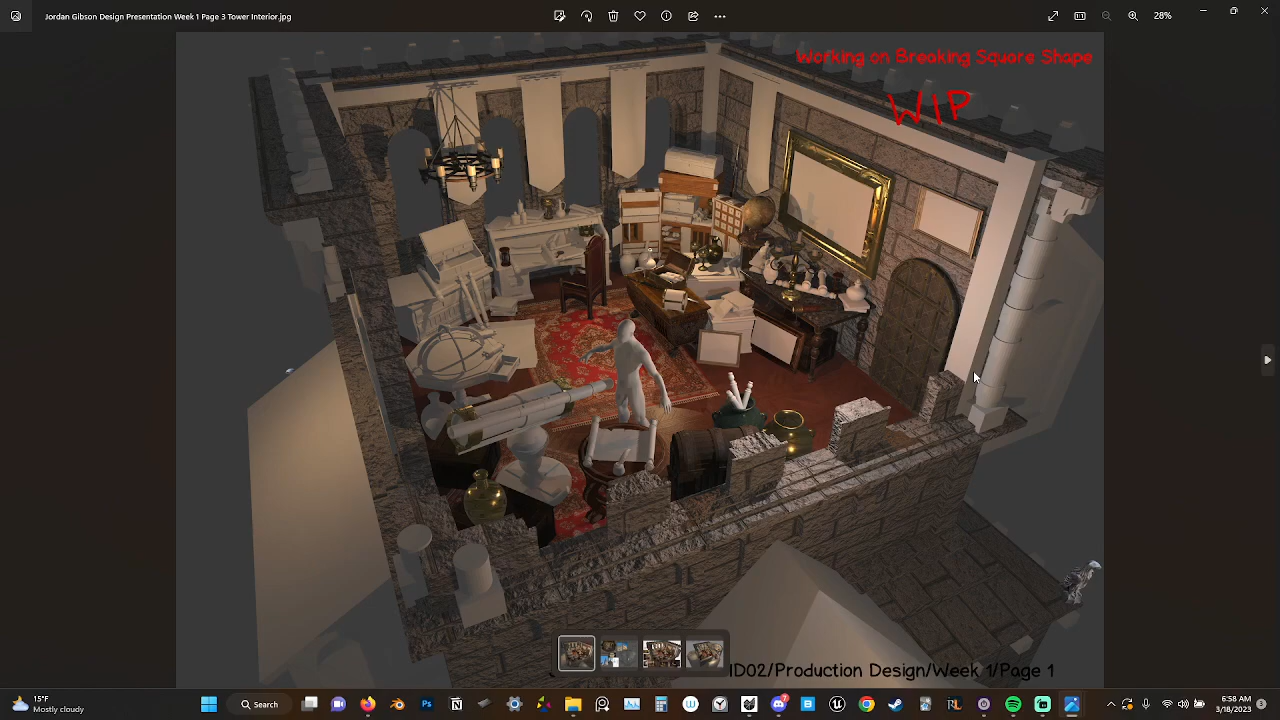 Jordan Gibson Design Presentation Week 1 Page 3 Tower Interior.jpg
28%
Working on Breaking Square Shape
WIP
ID02/Production Design/Week 1/Page 1
15°F
Mostly cloudy
Search
6:58 AM
3/18/2023